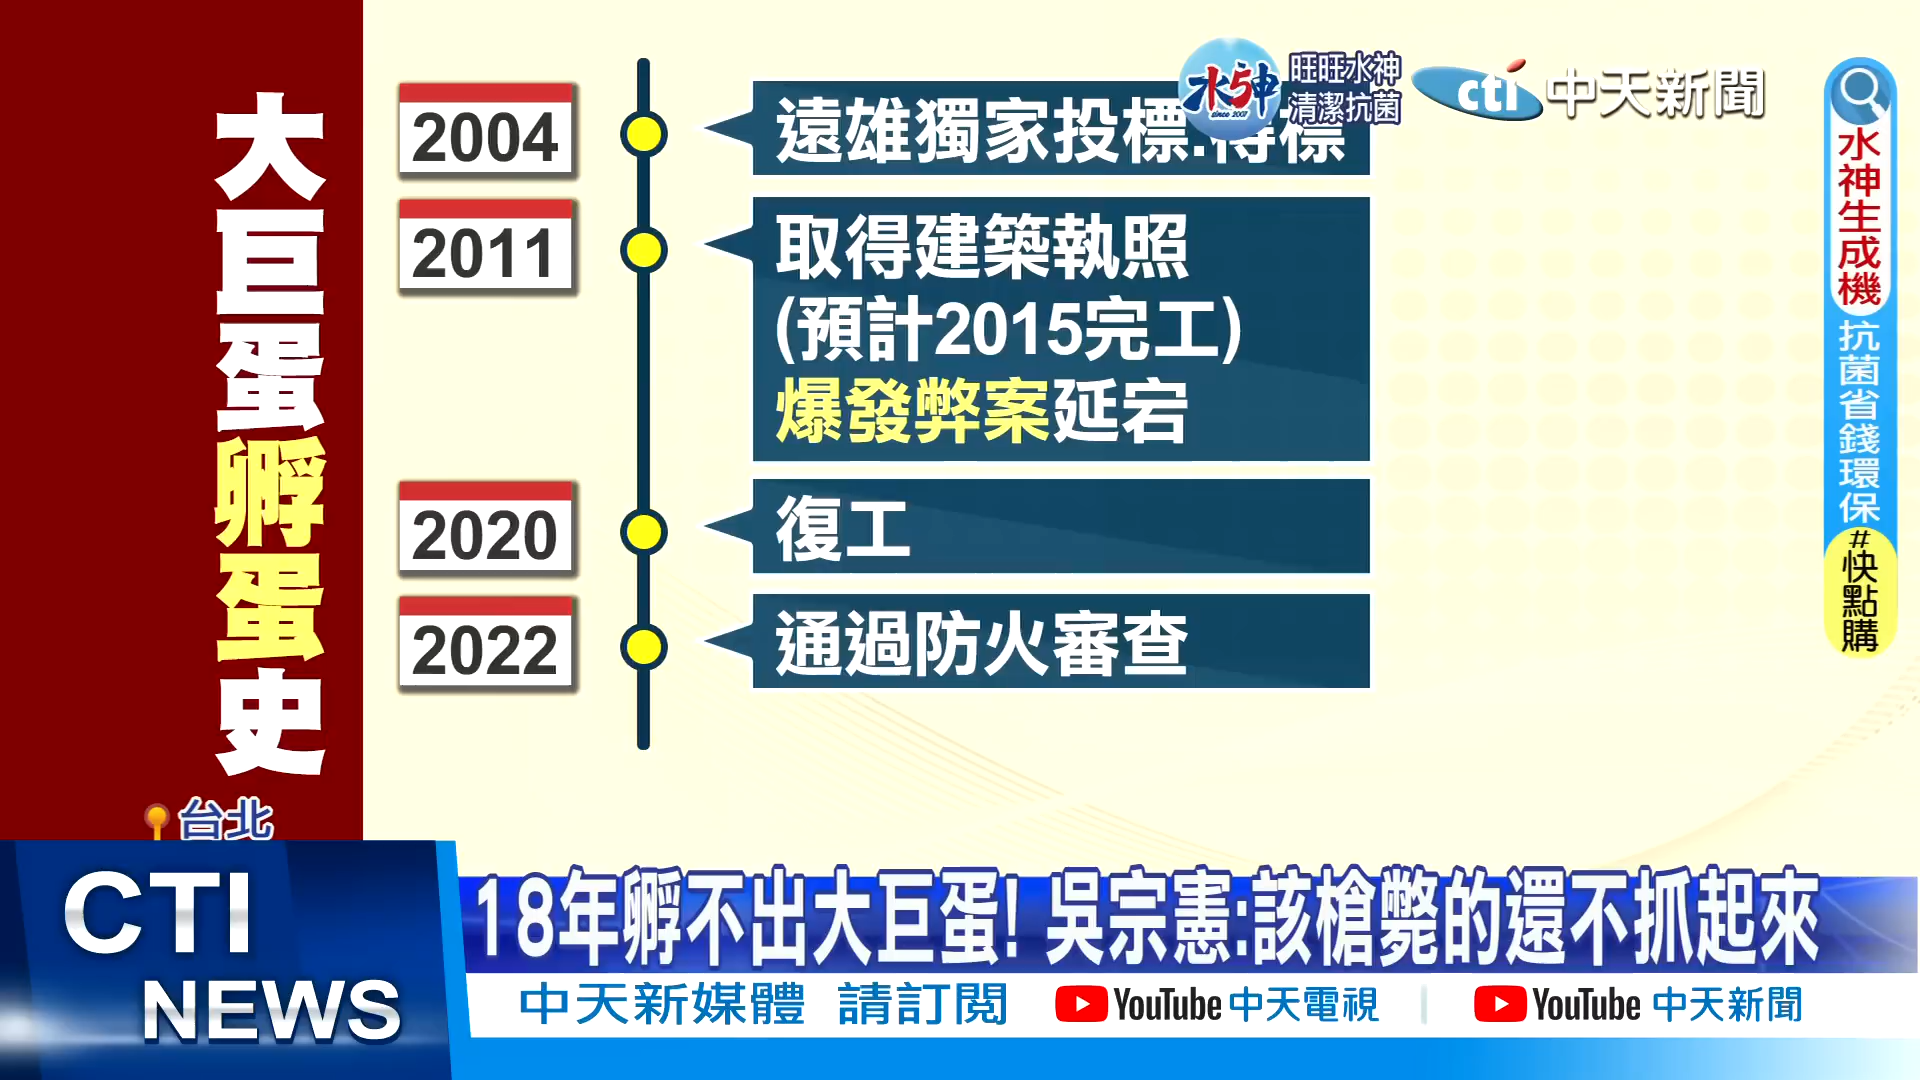 大巨蛋孵蛋史
2004
遠雄獨家投標.得標
2011
取得建築執照
(預計2015完工)
爆發弊案延宕
2020
復工
2022
通過防火審查
水神
since 2007
旺旺水神
清潔抗菌
cti 中天新聞
水神生成機
抗菌省錢環保
#快點購
台北
CTI
NEWS
18年孵不出大巨蛋! 吳宗憲:該槍斃的還不抓起來
中天新媒體 請訂閱 YouTube 中天電視 | YouTube 中天新聞